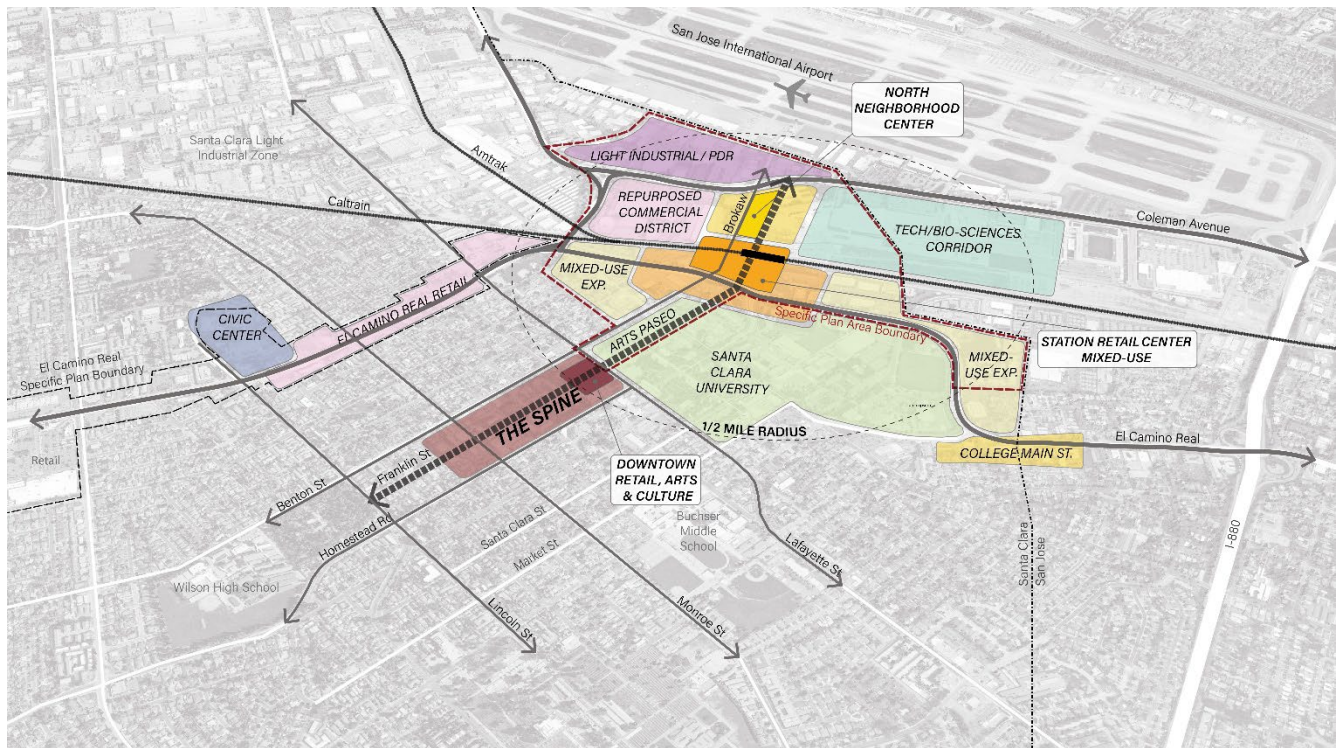 San Jose International Airport
NORTH
NEIGHBORHOOD
CENTER
Santa Clara Light
Industrial Zone
Amtrak
LIGHT INDUSTRIAL / PDR
Caltrain
REPURPOSED
COMMERCIAL
DISTRICT
Brokaw
Coleman Avenue
TECH/BIO-SCIENCES
CORRIDOR
MIXED-USE
EXP.
EL CAMINO REAL RETAIL
CIVIC
CENTER
ARTS PASEO
Specific Plan Area Boundary
STATION RETAIL CENTER
MIXED-USE
El Camino Real
Specific Plan Boundary
SANTA
CLARA
UNIVERSITY
MIXED-
USE EXP.
THE SPINE
1/2 MILE RADIUS
El Camino Real
COLLEGE MAIN ST.
Retail
Franklin St
DOWNTOWN
RETAIL, ARTS
& CULTURE
Benton St
Homestead Rd
Santa Clara St
Market St
Buchser
Middle
School
Lafayette St
Santa Clara
San Jose
I-880
Wilson High School
Lincoln St
Monroe St